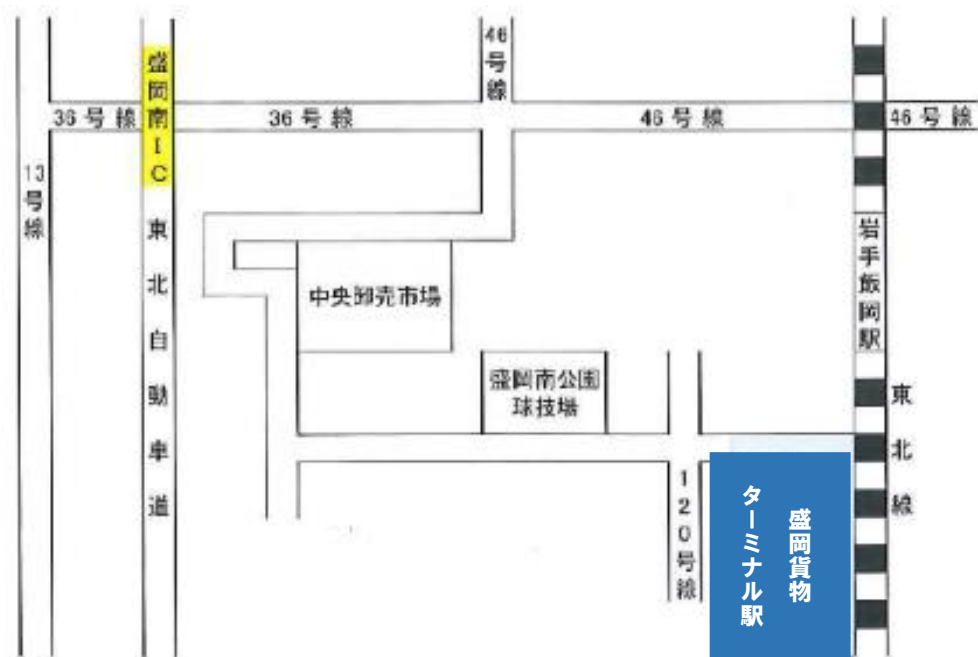 46号線
盛岡南IC
36号線
36号線
46号線
46号線
13号線
東北自動車道
岩手飯岡駅
中央卸売市場
盛岡南公園
球技場
東北線
120号線
盛岡貨物
ターミナル駅